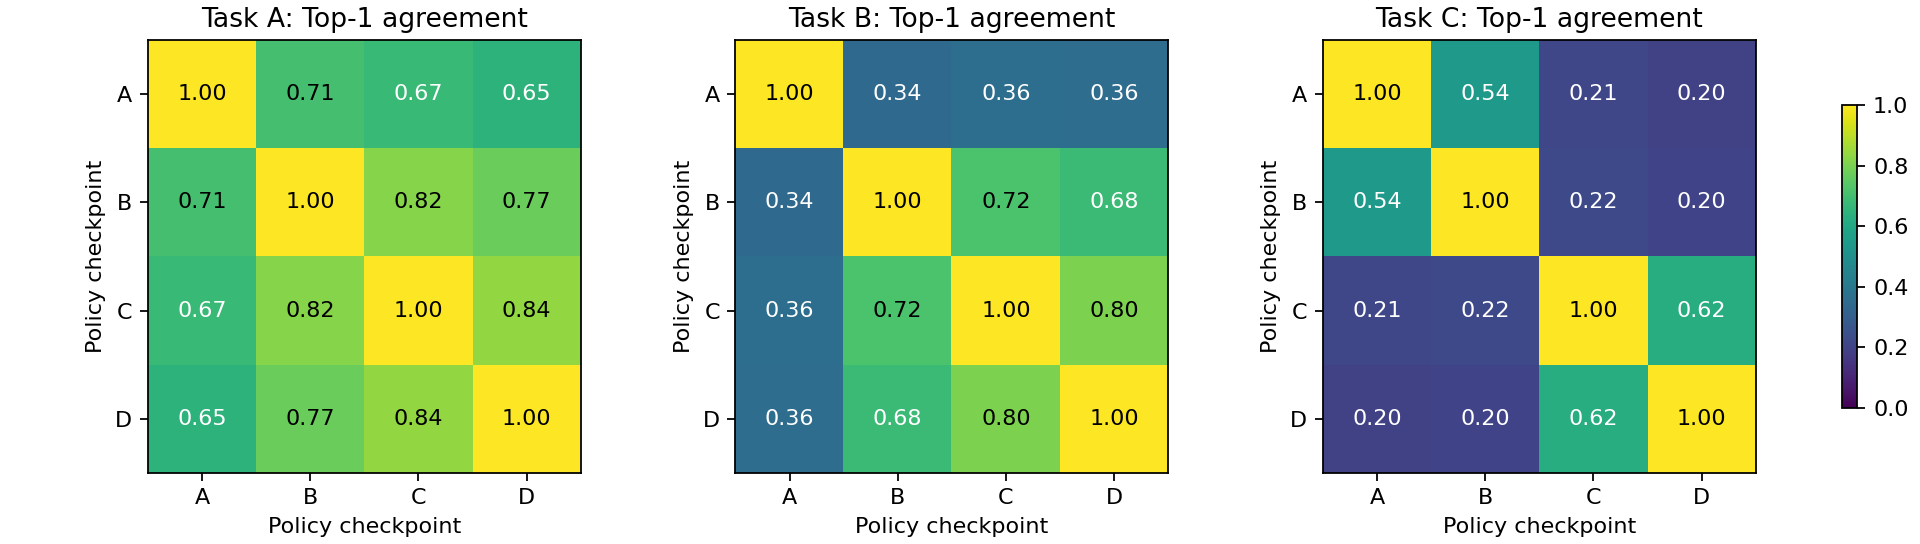 Task A: Top-1 agreement
A 1.00 0.71 0.67 0.65
B 0.71 1.00 0.82 0.77
C 0.67 0.82 1.00 0.84
D 0.65 0.77 0.84 1.00
A B C D
Policy checkpoint
Policy checkpoint
Task B: Top-1 agreement
A 1.00 0.34 0.36 0.36
B 0.34 1.00 0.72 0.68
C 0.36 0.72 1.00 0.80
D 0.36 0.68 0.80 1.00
A B C D
Policy checkpoint
Policy checkpoint
Task C: Top-1 agreement
A 1.00 0.54 0.21 0.20
B 0.54 1.00 0.22 0.20
C 0.21 0.22 1.00 0.62
D 0.20 0.20 0.62 1.00
A B C D
Policy checkpoint
Policy checkpoint
1.0
0.8
0.6
0.4
0.2
0.0